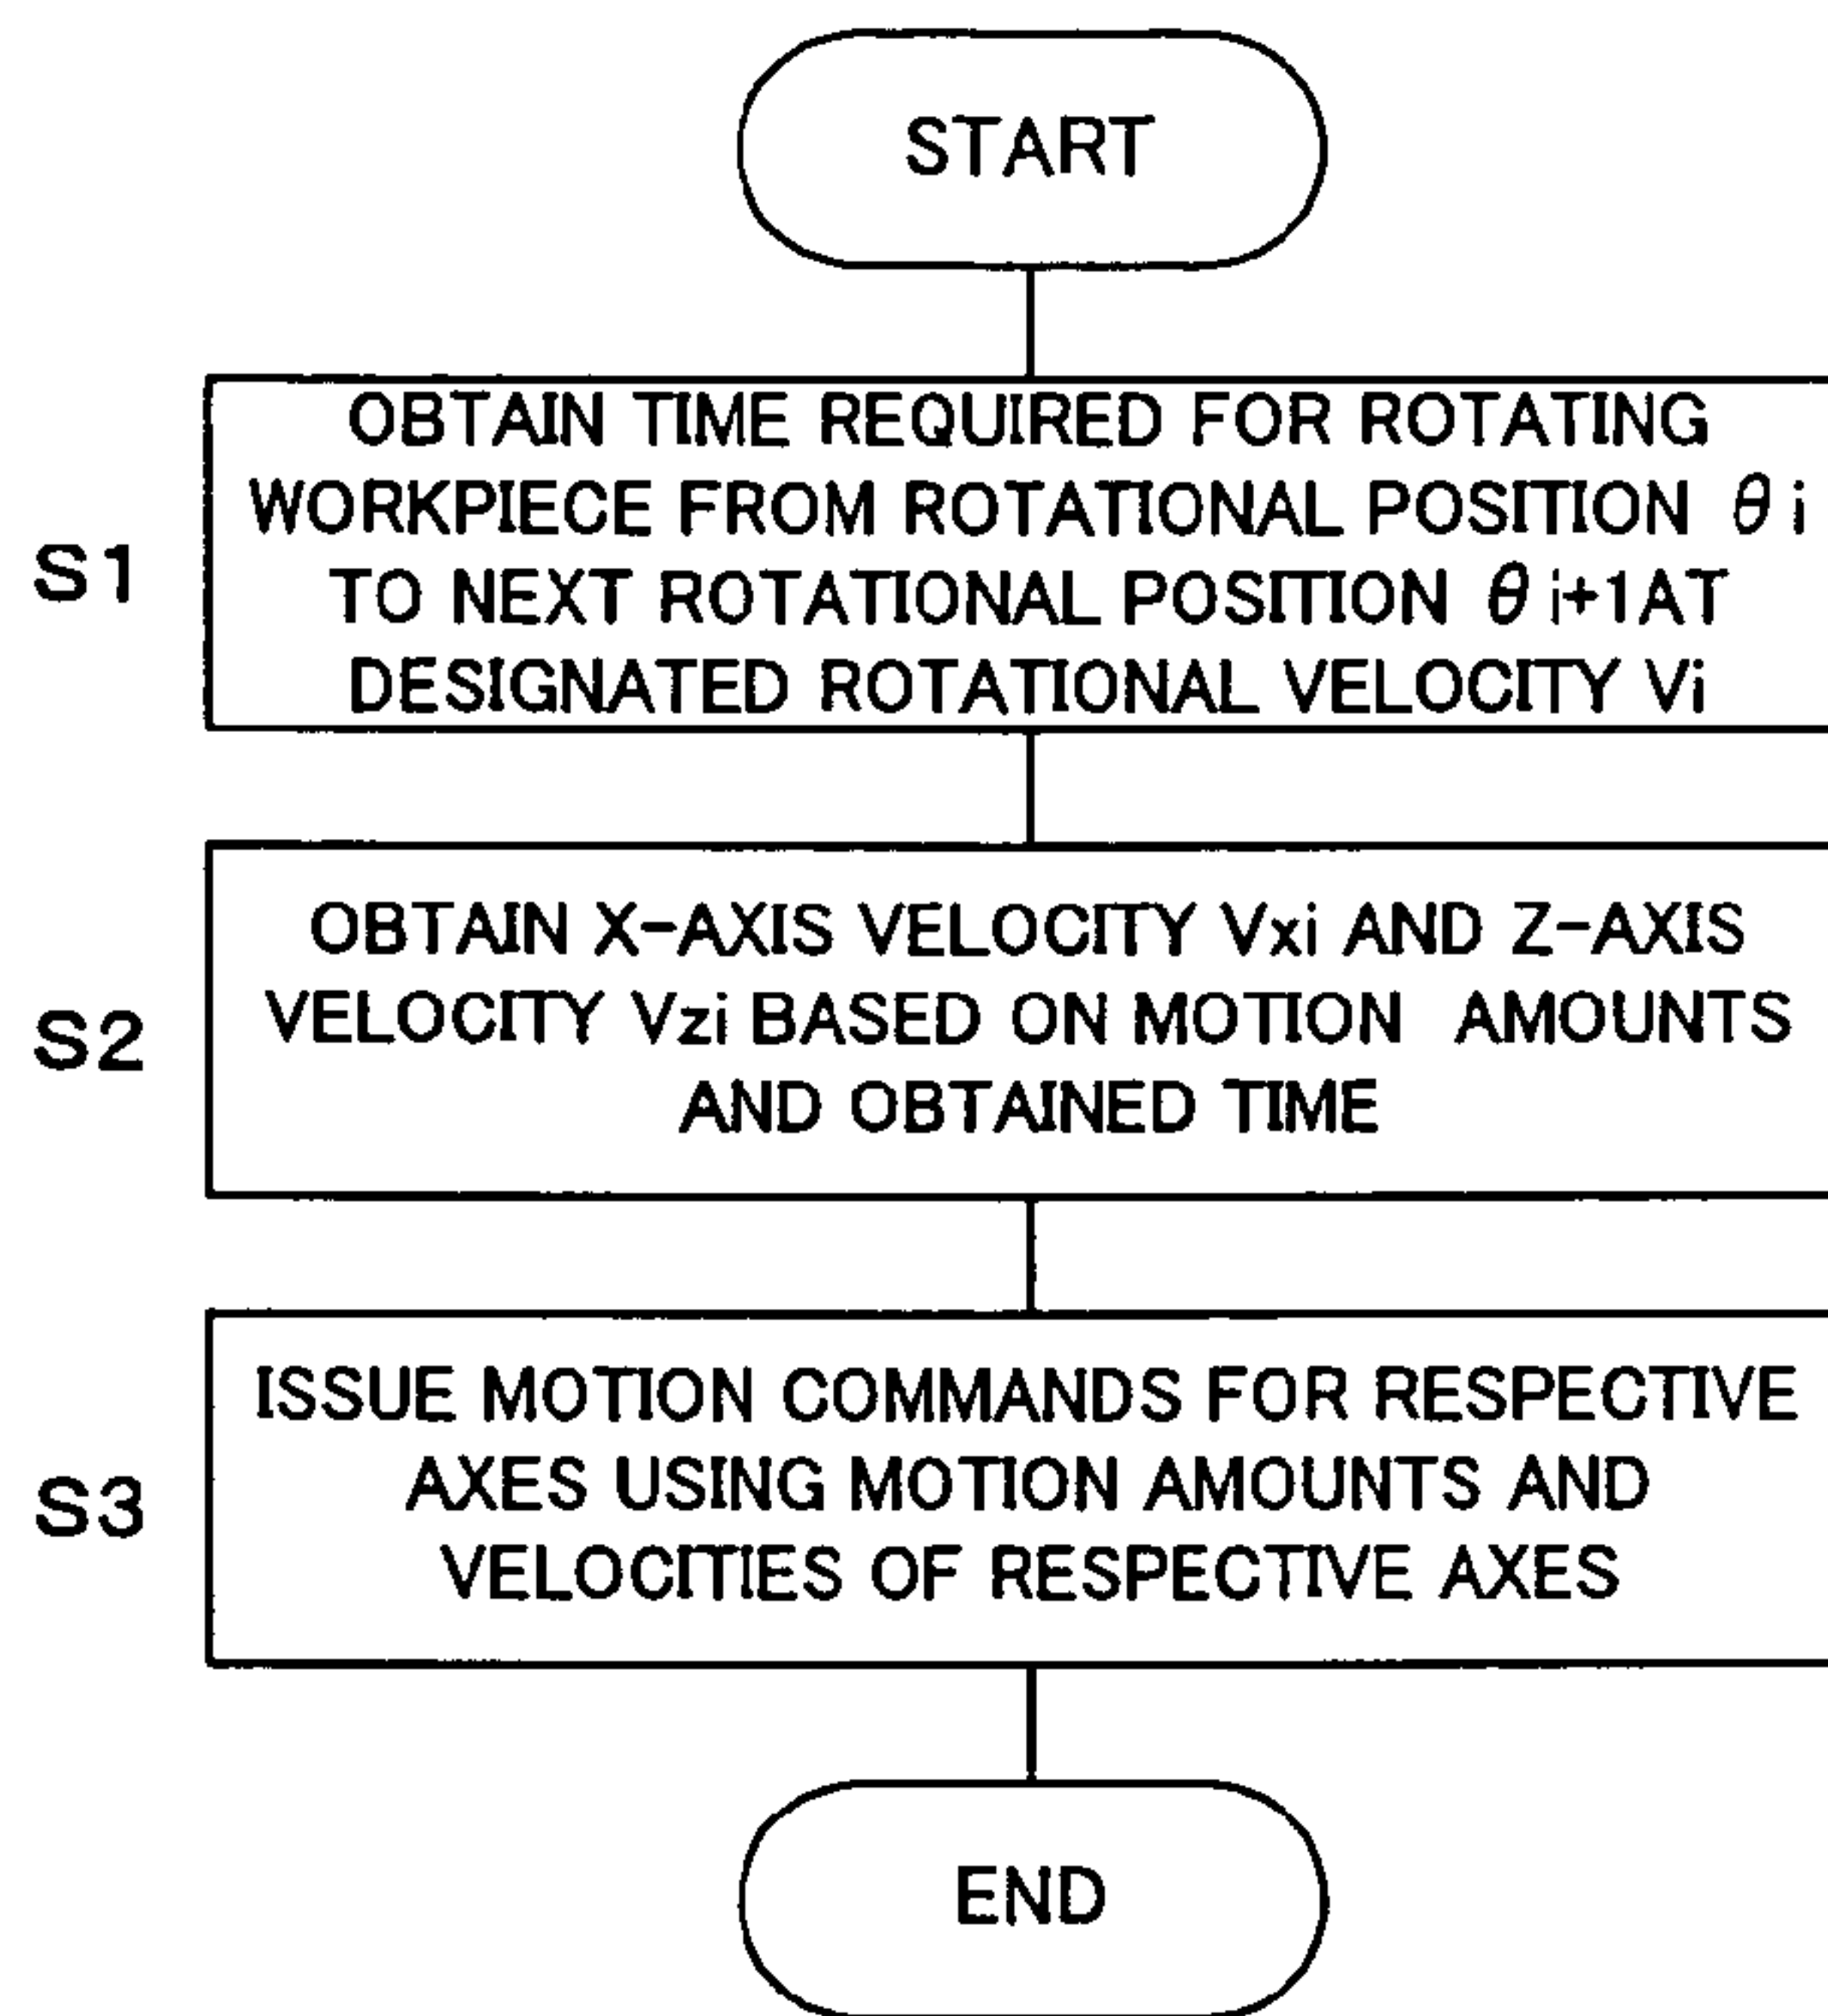 START
OBTAIN TIME REQUIRED FOR ROTATING
WORKPIECE FROM ROTATIONAL POSITION θi
S1
TO NEXT ROTATIONAL POSITION θi+1AT
DESIGNATED ROTATIONAL VELOCITY Vi
OBTAIN X-AXIS VELOCITY Vxi AND Z-AXIS
S2
VELOCITY Vzi BASED ON MOTION AMOUNTS
AND OBTAINED TIME
ISSUE MOTION COMMANDS FOR RESPECTIVE
S3
AXES USING MOTION AMOUNTS AND
VELOCITIES OF RESPECTIVE AXES
END